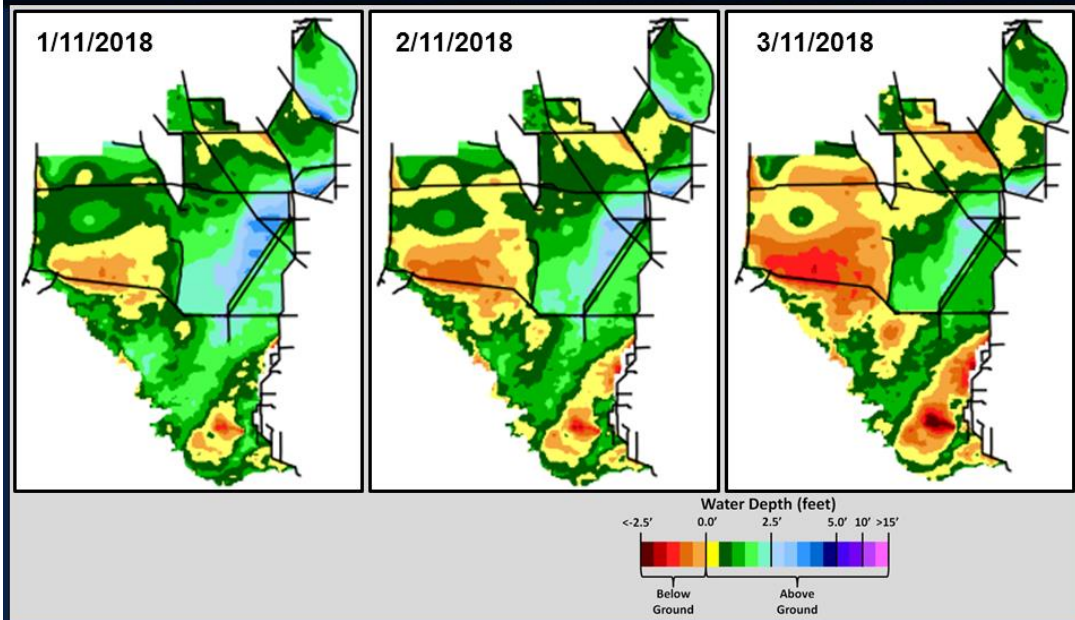 1/11/2018
2/11/2018
3/11/2018
Water Depth (feet)
<-2.5' 0.0' 2.5' 5.0' 10' >15'
Below
Ground
Above
Ground